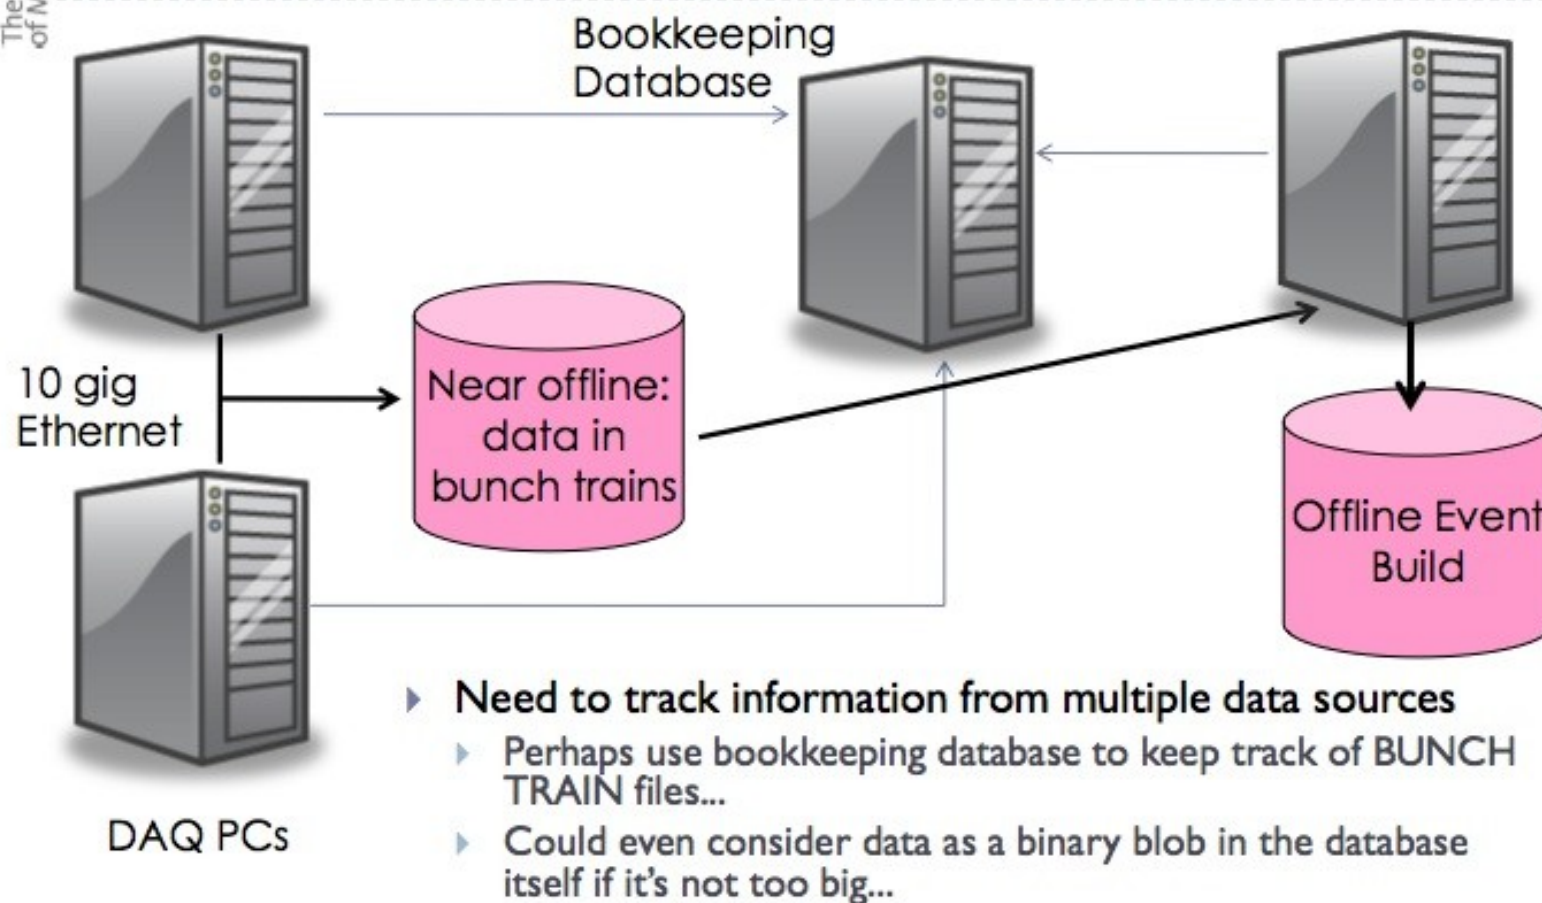 The
of
Bookkeeping
Database
10 gig
Ethernet
Near offline:
data in
bunch trains
Offline Event
Build
DAQ PCs
Need to track information from multiple data sources
Perhaps use bookkeeping database to keep track of BUNCH
TRAIN files...
Could even consider data as a binary blob in the database
itself if it's not too big...